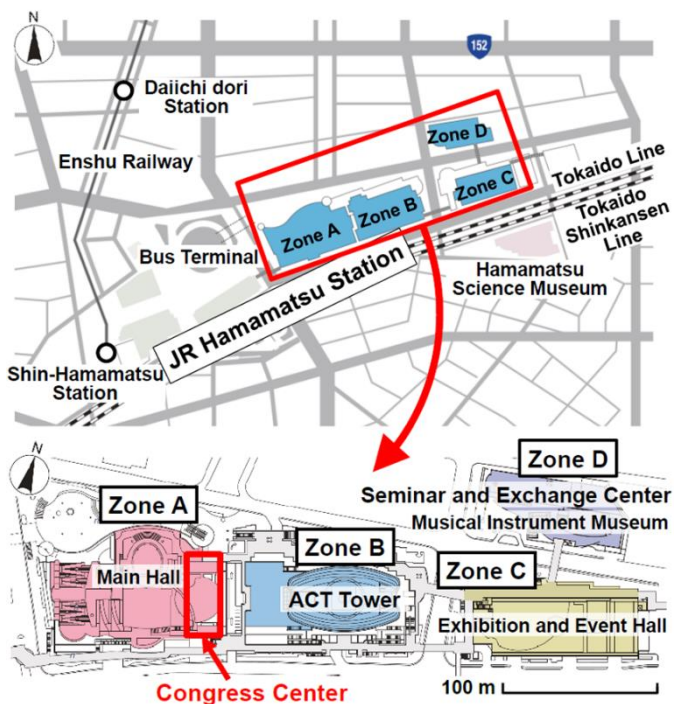 N
152
Daiichi dori
Station
Enshu Railway
Zone D
Zone C
Zone B
Zone A
Tokaido Line
Tokaido
Shinkansen
Line
Bus Terminal
JR Hamamatsu Station
Hamamatsu
Science Museum
Shin-Hamamatsu
Station
N
Zone D
Zone A
Seminar and Exchange Center
Musical Instrument Museum
Zone B
Zone C
Main Hall
ACT Tower
Exhibition and Event Hall
Congress Center
100 m